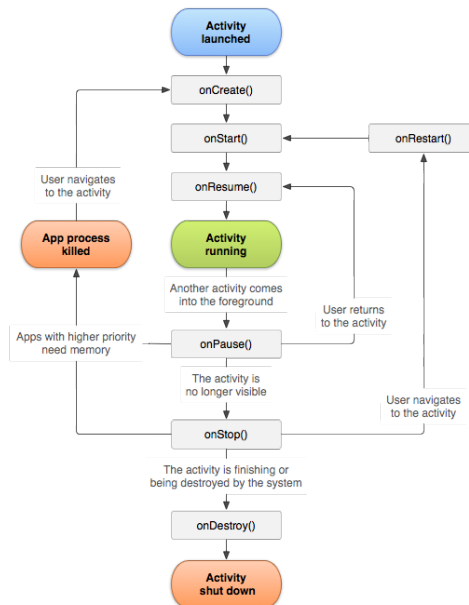 Activity
launched
onCreate()
onStart()
onRestart()
User navigates
to the activity
onResume()
App process
killed
Activity
running
Another activity comes
into the foreground
User returns
to the activity
Apps with higher priority
need memory
onPause()
The activity is
no longer visible
User navigates
to the activity
onStop()
The activity is finishing or
being destroyed by the system
onDestroy()
Activity
shut down